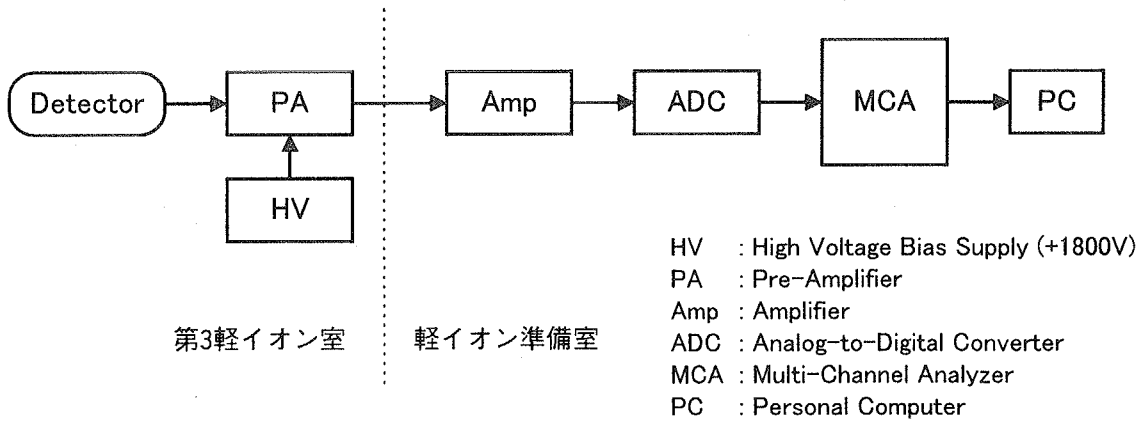 Detector
PA
Amp
ADC
MCA
PC
HV
HV : High Voltage Bias Supply (+1800V)
PA : Pre-Amplifier
Amp : Amplifier
ADC : Analog-to-Digital Converter
MCA : Multi-Channel Analyzer
PC : Personal Computer
第3軽イオン室
軽イオン準備室